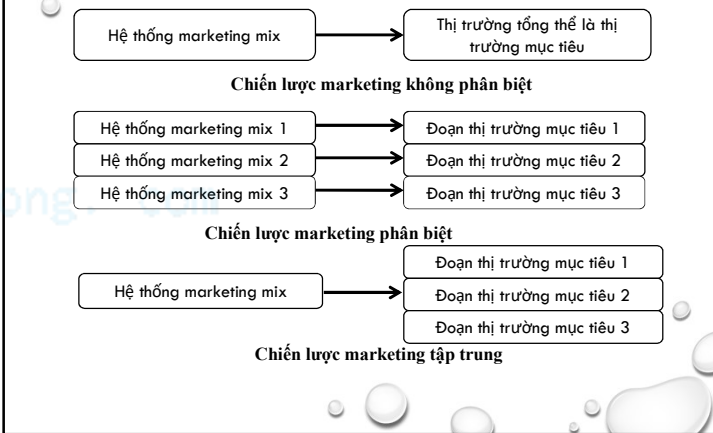 Hệ thống marketing mix
Thị trường tổng thể là thị
trường mục tiêu
Chiến lược marketing không phân biệt
Hệ thống marketing mix 1
Đoạn thị trường mục tiêu 1
Hệ thống marketing mix 2
Đoạn thị trường mục tiêu 2
Hệ thống marketing mix 3
Đoạn thị trường mục tiêu 3
Chiến lược marketing phân biệt
Hệ thống marketing mix
Đoạn thị trường mục tiêu 1
Đoạn thị trường mục tiêu 2
Đoạn thị trường mục tiêu 3
Chiến lược marketing tập trung